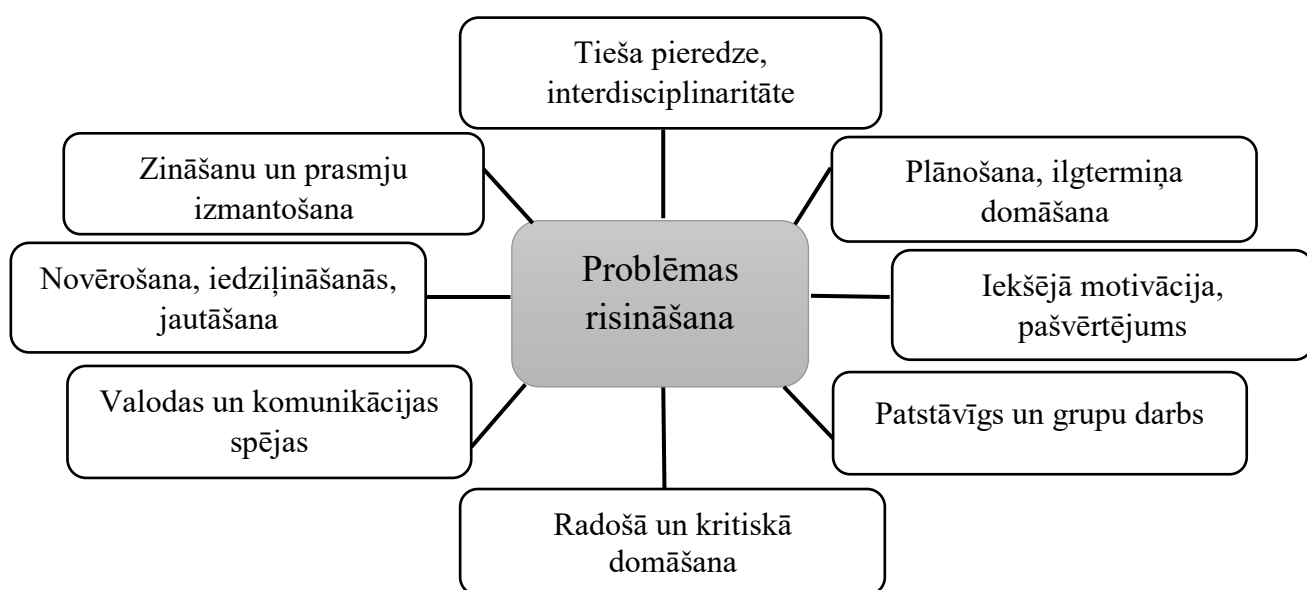 Tieša pieredze,
interdisciplinaritāte
Zināšanu un prasmju
izmantošana
Plānošana, ilgtermiņa
domāšana
Novērošana, iedziļināšanās,
jautāšana
Problēmas
risināšana
Iekšējā motivācija,
pašvērtējums
Valodas un komunikācijas
spējas
Patstāvīgs un grupu darbs
Radošā un kritiskā
domāšana